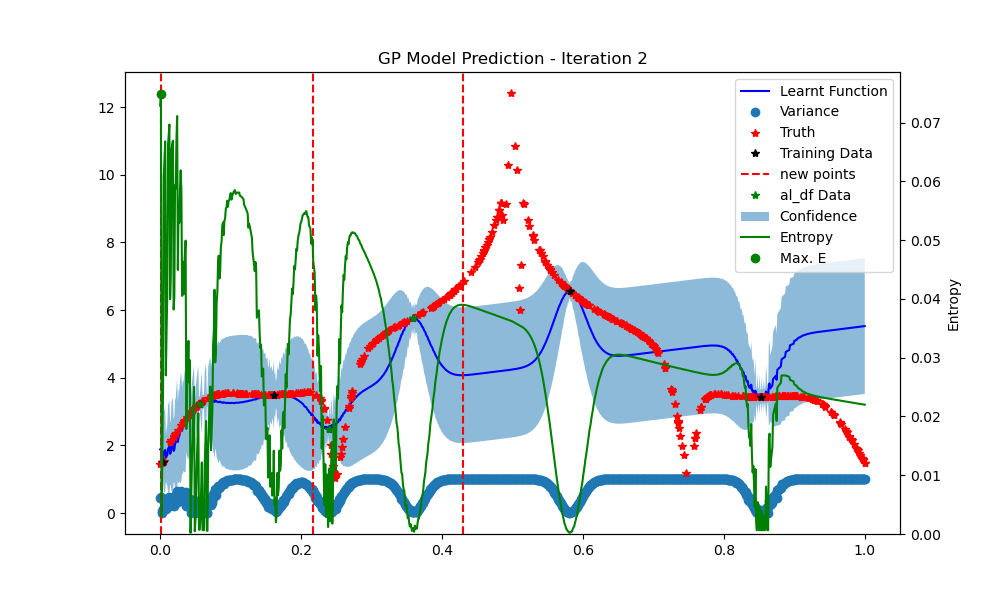 GP Model Prediction - Iteration 2
Learnt Function
Variance
Truth
Training Data
new points
al_df Data
Confidence
Entropy
Max. E
12
10
8
6
4
2
0
0.07
0.06
0.05
0.04
0.03
0.02
0.01
0.00
Entropy
0.0 0.2 0.4 0.6 0.8 1.0